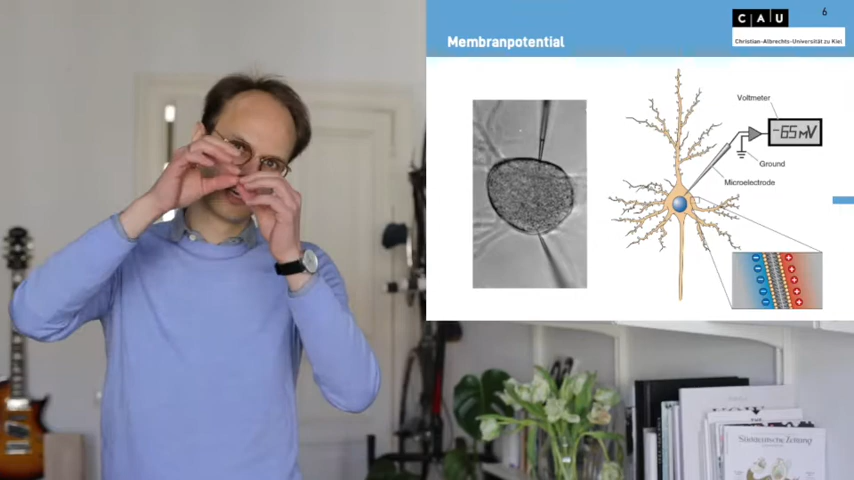 6
CAU
Christian-Albrechts-Universität zu Kiel
Membranpotential
Voltmeter
-65 mV
Ground
Microelectrode
Süddeutsche Zeitung